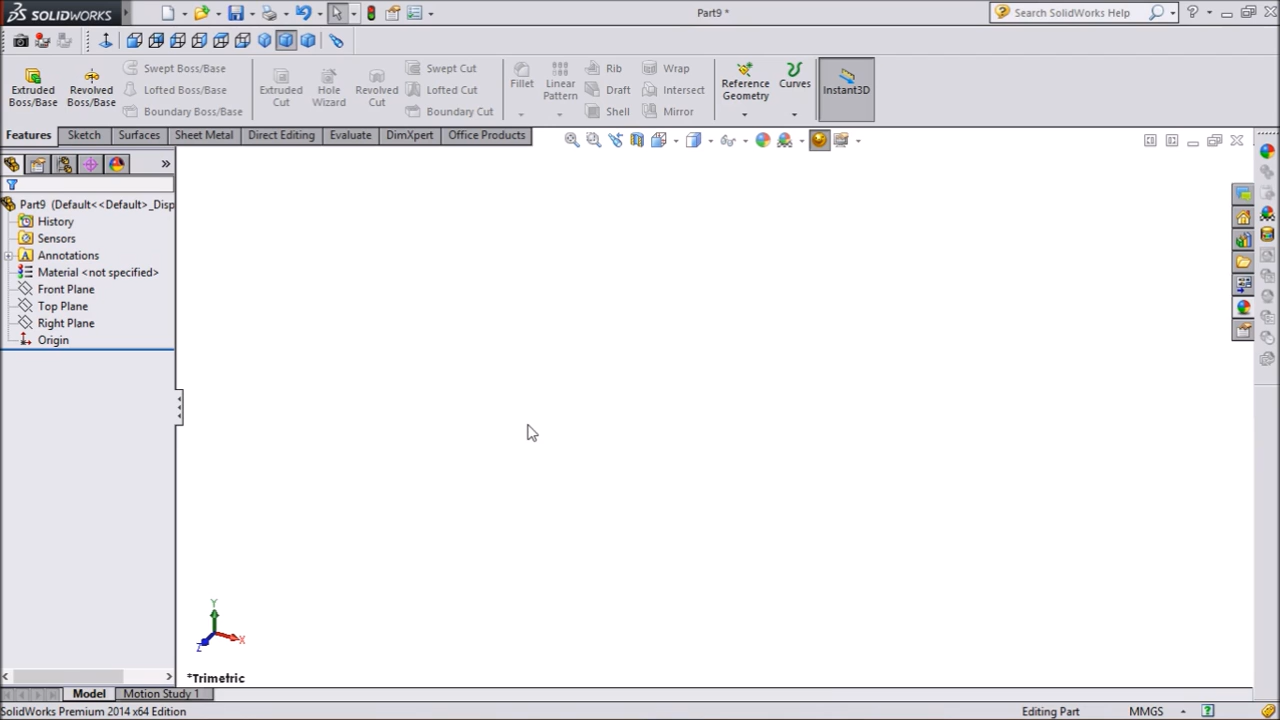 SOLIDWORKS
Part9 *
Search SolidWorks Help
Extruded Boss/Base
Revolved Boss/Base
Swept Boss/Base
Lofted Boss/Base
Boundary Boss/Base
Extruded Cut
Hole Wizard
Revolved Cut
Swept Cut
Lofted Cut
Boundary Cut
Fillet
Linear Pattern
Rib
Draft
Shell
Wrap
Intersect
Mirror
Reference Geometry
Curves
Instant3D
Features
Sketch
Surfaces
Sheet Metal
Direct Editing
Evaluate
DimXpert
Office Products
Part9 (Default<<Default>_Disp
History
Sensors
Annotations
Material <not specified>
Front Plane
Top Plane
Right Plane
Origin
Y
X
Z
*Trimetric
Model
Motion Study 1
SolidWorks Premium 2014 x64 Edition
Editing Part
MMGS